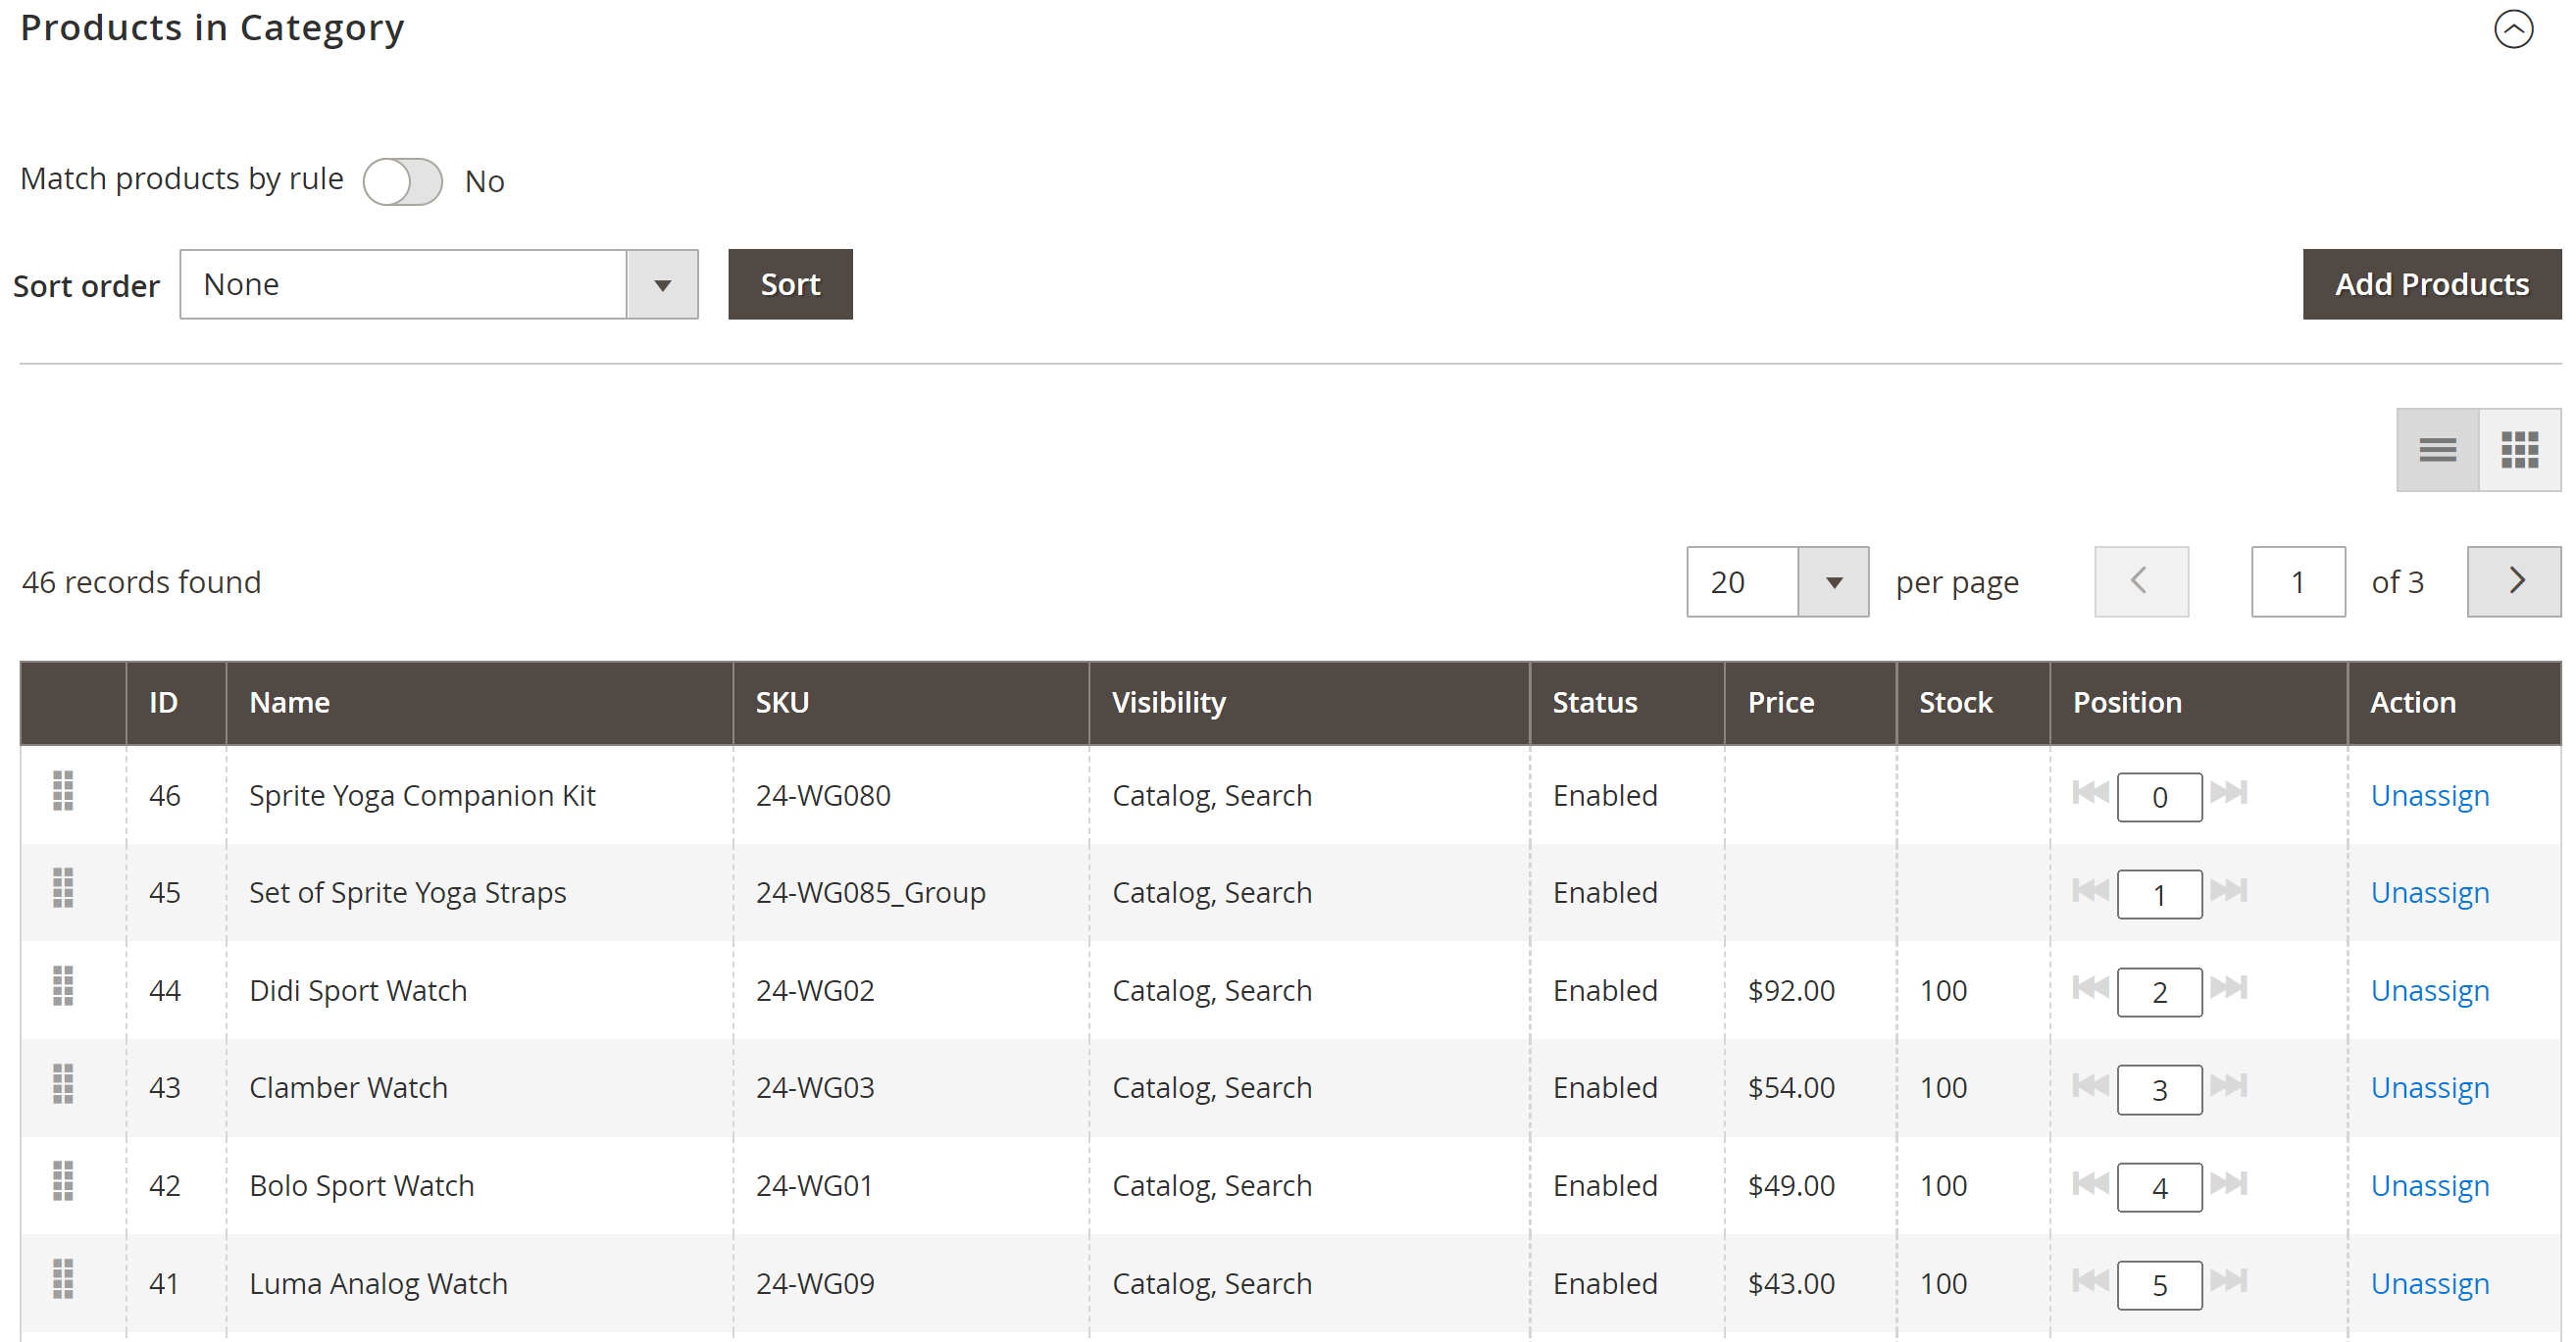 Products in Category
Match products by rule No
Sort order None Sort Add Products
46 records found 20 per page 1 of 3
ID Name SKU Visibility Status Price Stock Position Action
46 Sprite Yoga Companion Kit 24-WG080 Catalog, Search Enabled 0 Unassign
45 Set of Sprite Yoga Straps 24-WG085_Group Catalog, Search Enabled 1 Unassign
44 Didi Sport Watch 24-WG02 Catalog, Search Enabled $92.00 100 2 Unassign
43 Clamber Watch 24-WG03 Catalog, Search Enabled $54.00 100 3 Unassign
42 Bolo Sport Watch 24-WG01 Catalog, Search Enabled $49.00 100 4 Unassign
41 Luma Analog Watch 24-WG09 Catalog, Search Enabled $43.00 100 5 Unassign